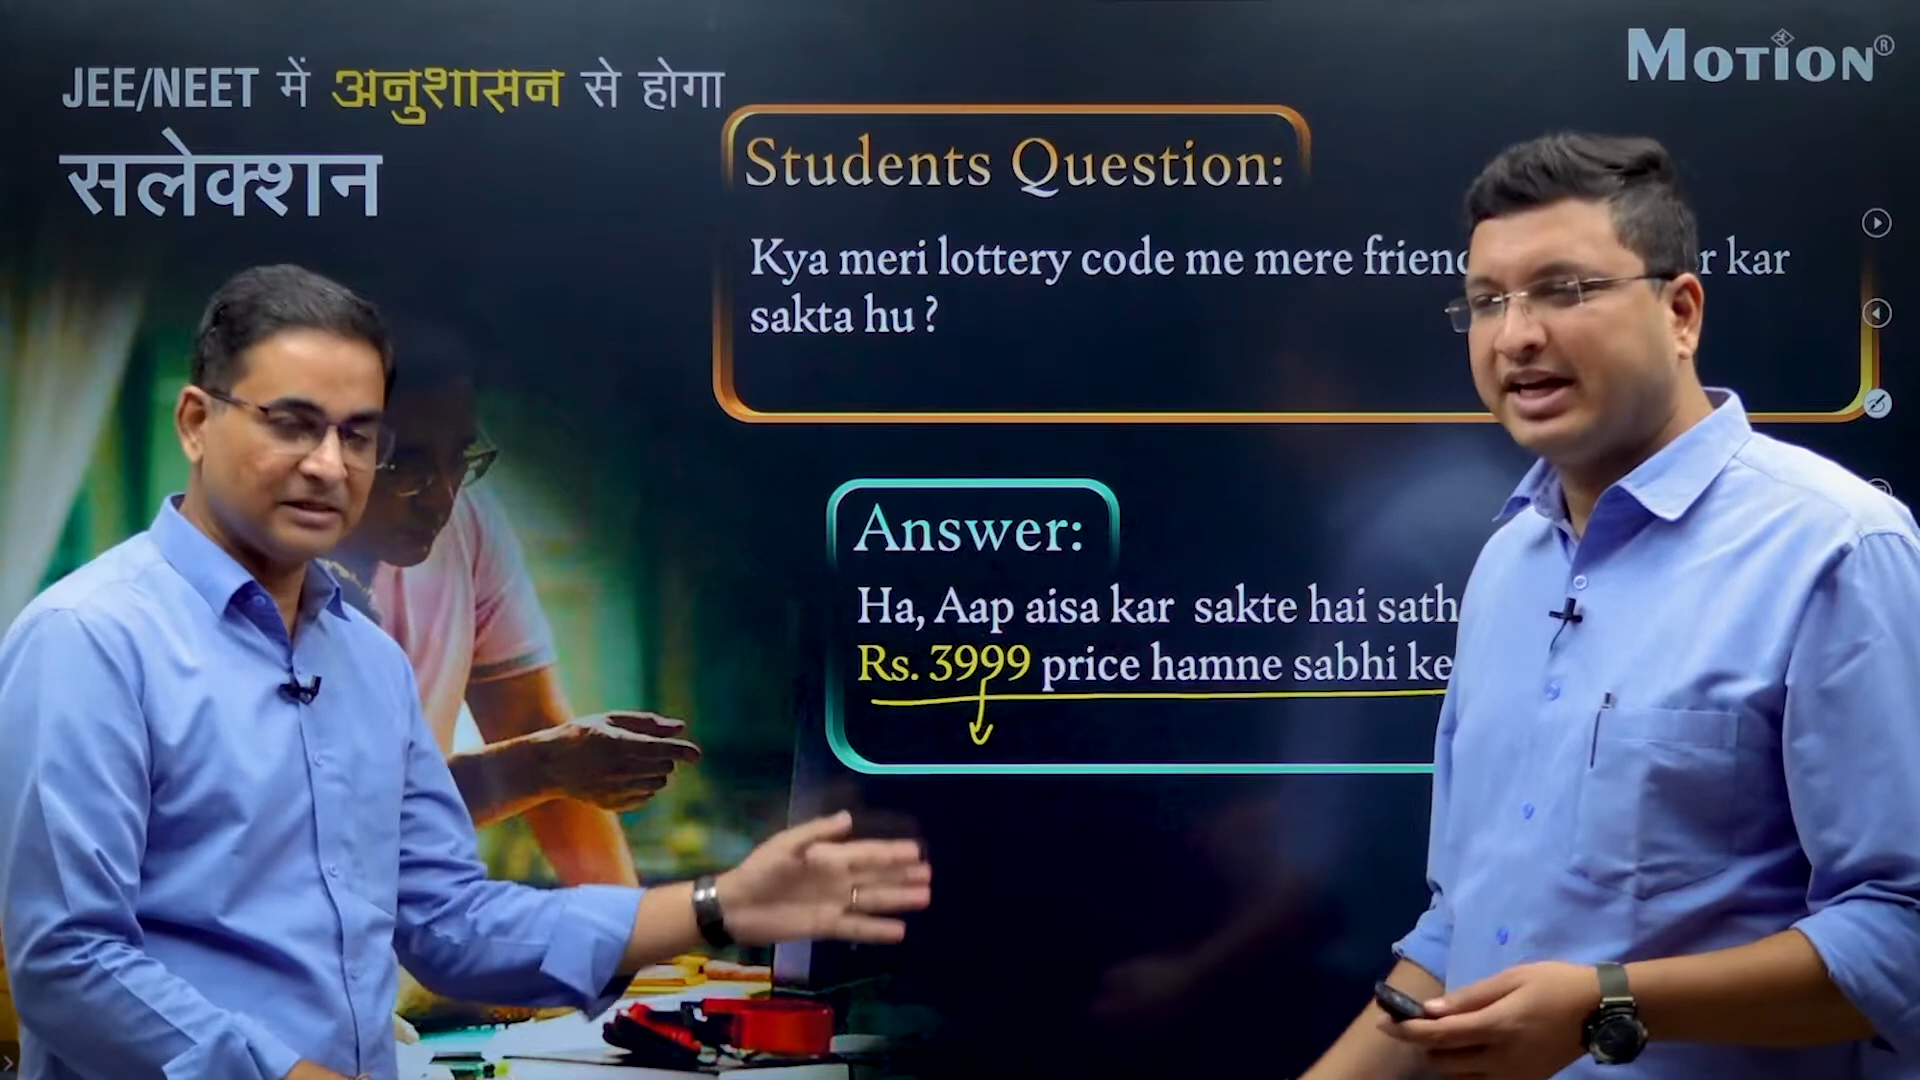 JEE/NEET में अनुशासन से होगा
सलेक्शन
MOTION®
Students Question:
Kya meri lottery code me mere kar
sakta hu ?
Answer:
Ha, Aap aisa kar sakte hai sath
Rs. 3999 price hamne sabhi ke